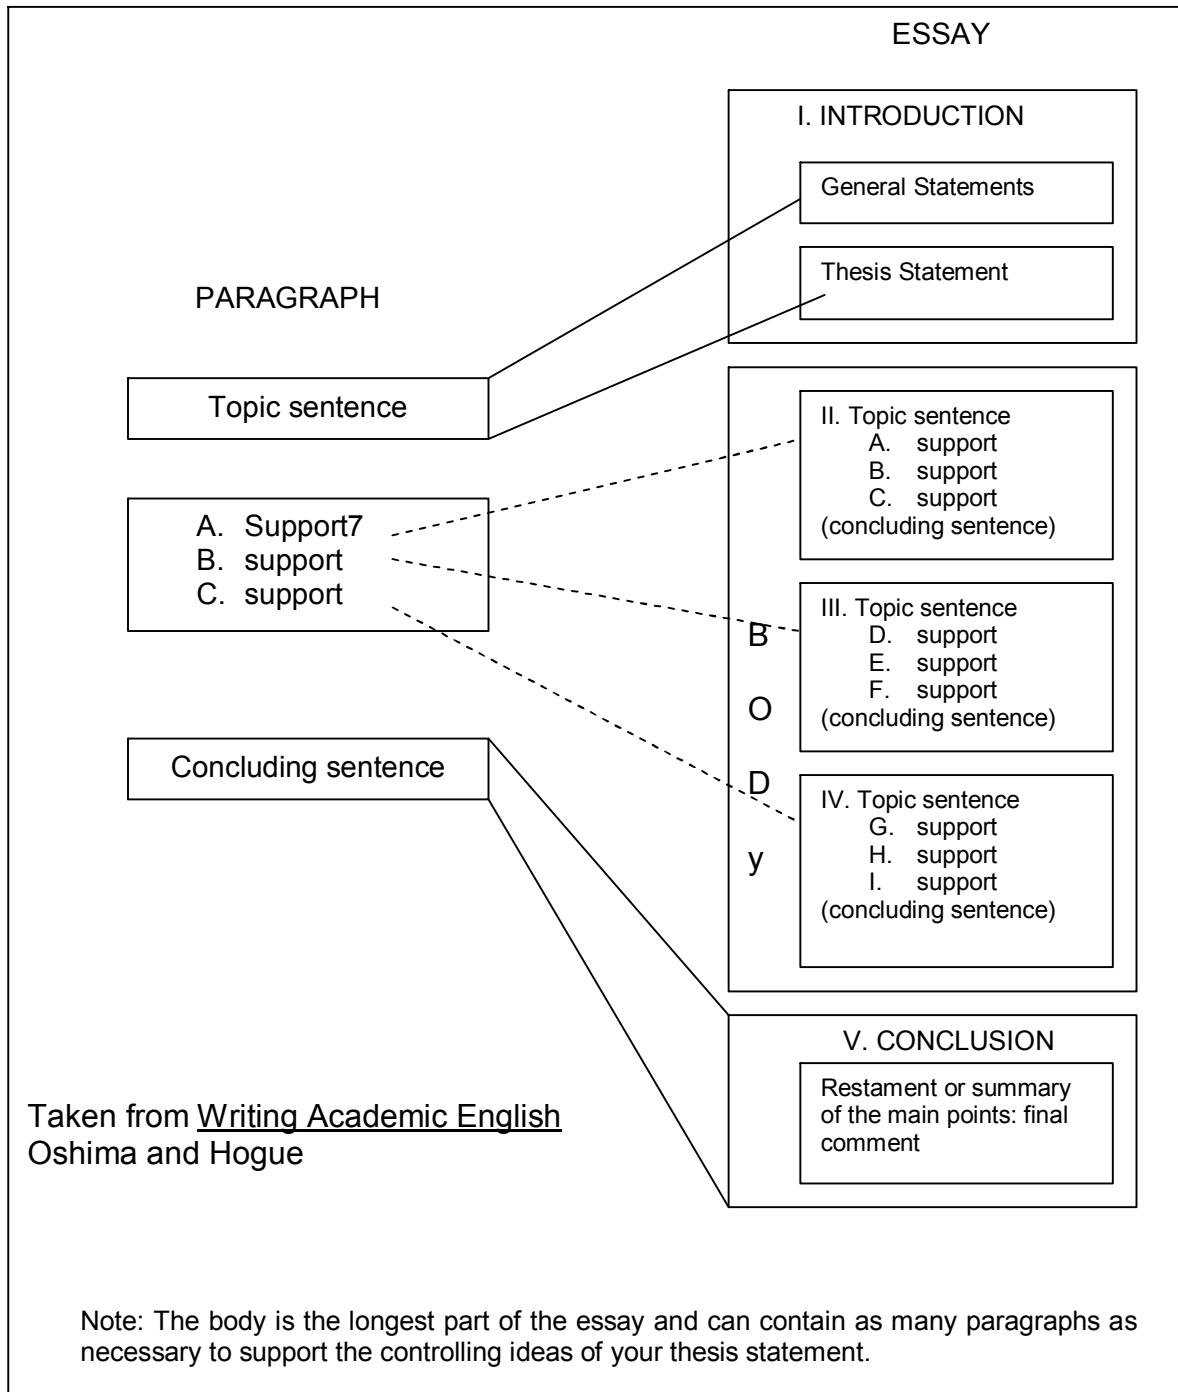 ESSAY
I. INTRODUCTION
General Statements
Thesis Statement
PARAGRAPH
Topic sentence
A. Support7
B. support
C. support
Concluding sentence
B
O
D
y
II. Topic sentence
A. support
B. support
C. support
(concluding sentence)
III. Topic sentence
D. support
E. support
F. support
(concluding sentence)
IV. Topic sentence
G. support
H. support
I. support
(concluding sentence)
V. CONCLUSION
Restament or summary
of the main points: final
comment
Taken from Writing Academic English
Oshima and Hogue
Note: The body is the longest part of the essay and can contain as many paragraphs as
necessary to support the controlling ideas of your thesis statement.